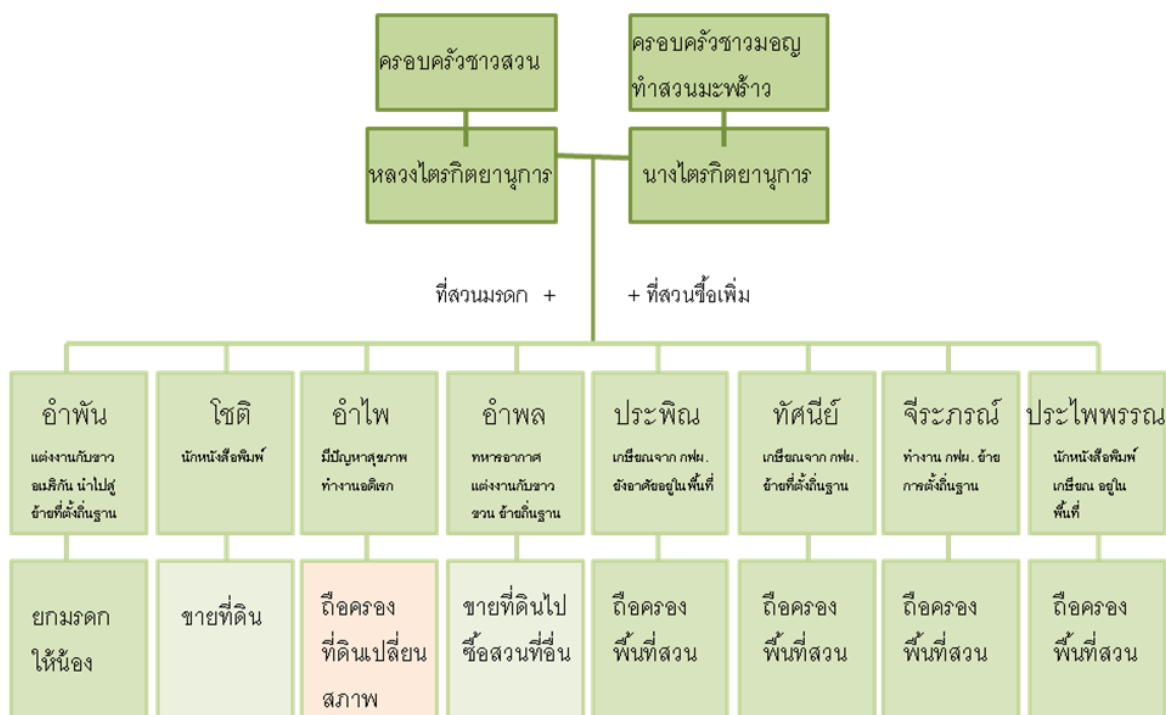 ครอบครัวชาวสวน
ครอบครัวชาวมอญ
ทำสวนมะพร้าว
หลวงไตรกิตยานุการ
นางไตรกิตยานุการ
ที่สวนมรดก +
+ ที่สวนซื้อเพิ่ม
อำพัน
แต่งงานกับชาว
อเมริกัน นำไปสู่
ย้ายที่ตั้งถิ่นฐาน
โชติ
นักหนังสือพิมพ์
อำไพ
มีปัญหาสุขภาพ
ทำงานอดิเรก
อำพล
ทหารอากาศ
แต่งงานกับชาว
ชวน ย้ายถิ่นฐาน
ประพิณ
เกษียณจาก กฟผ.
ยังอาศัยอยู่ในพื้นที่
ทัศนีย์
เกษียณจาก กฟผ.
ย้ายที่ตั้งถิ่นฐาน
จีระภรณ์
ทำงาน กฟผ. ย้าย
การตั้งถิ่นฐาน
ประไพพรรณ
นักหนังสือพิมพ์
เกษียณ อยู่ใน
พื้นที่
ยกมรดก
ให้น้อง
ขายที่ดิน
ถือครอง
ที่ดินเปลี่ยน
สภาพ
ขายที่ดินไป
ซื้อสวนที่อื่น
ถือครอง
พื้นที่สวน
ถือครอง
พื้นที่สวน
ถือครอง
พื้นที่สวน
ถือครอง
พื้นที่สวน